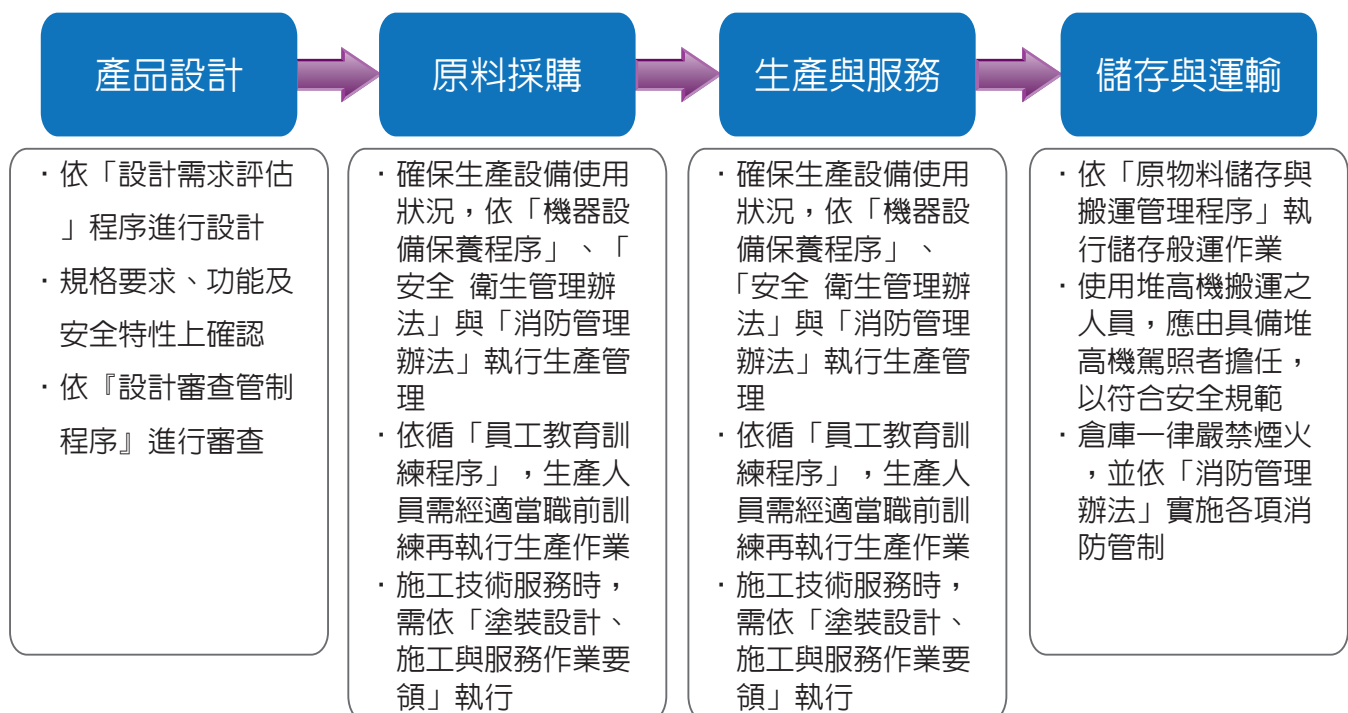 產品設計
原料採購
生產與服務
儲存與運輸
·依「設計需求評估
」程序進行設計
·規格要求、功能及
安全特性上確認
·依『設計審查管制
程序』進行審查
·確保生產設備使用
狀況，依「機器設
備保養程序」、「
安全 衛生管理辦
法」與「消防管理
辦法」執行生產管
理
·依循「員工教育訓
練程序」，生產人
員需經適當職前訓
練再執行生產作業
·施工技術服務時，
需依「塗裝設計、
施工與服務作業要
領」執行
·確保生產設備使用
狀況，依「機器設
備保養程序」、
「安全 衛生管理辦
法」與「消防管理
辦法」執行生產管
理
·依循「員工教育訓
練程序」，生產人
員需經適當職前訓
練再執行生產作業
·施工技術服務時，
需依「塗裝設計、
施工與服務作業要
領」執行
·依「原物料儲存與
搬運管理程序」執
行儲存般運作業
·使用堆高機搬運之
人員，應由具備堆
高機駕照者擔任，
以符合安全規範
·倉庫一律嚴禁煙火
，並依「消防管理
辦法」實施各項消
防管制